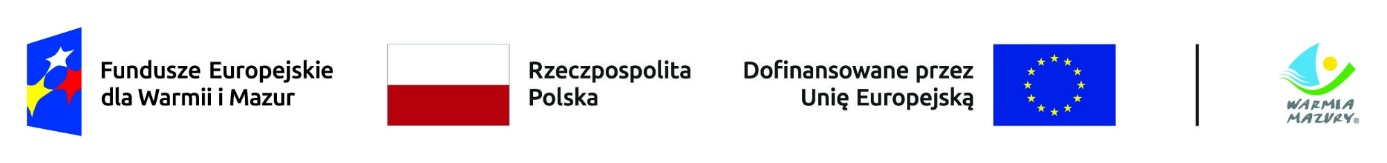 Fundusze Europejskie
dla Warmii i Mazur
Rzeczpospolita
Polska
Dofinansowane przez
Unię Europejską
WARMIA
MAZURY®